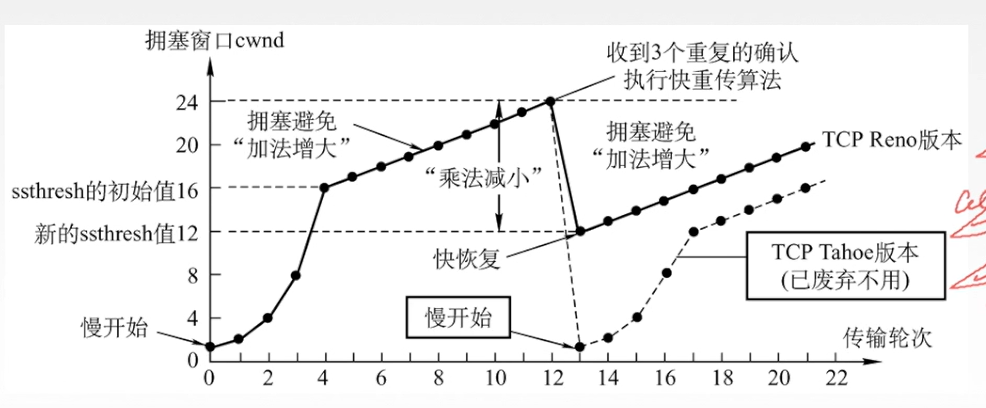 拥塞窗口cwnd
收到3个重复的确认
执行快重传算法
24
拥塞避免
“加法增大”
拥塞避免
“加法增大”
20
TCP Reno版本
“乘法减小”
ssthresh的初始值16
新的ssthresh值12
快恢复
TCP Tahoe版本
(已废弃不用)
8
4
慢开始
慢开始
传输轮次
0
0 2 4 6 8 10 12 14 16 18 20 22